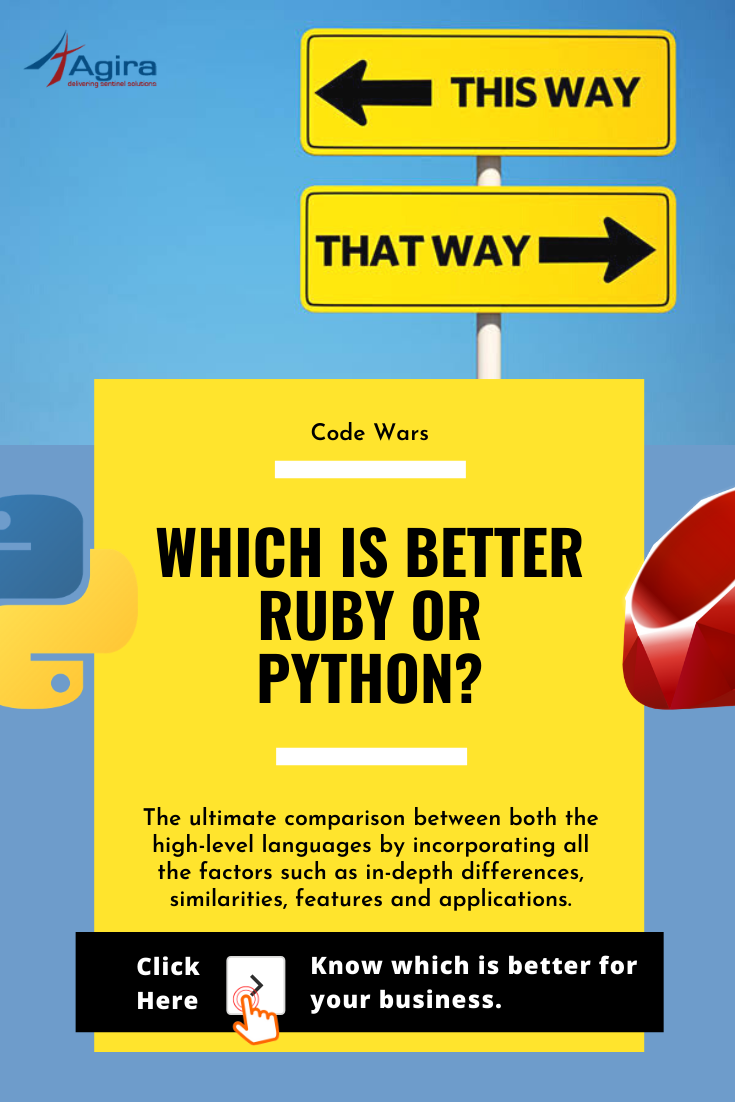 Agira
delivering sentinel solutions
THIS WAY
THAT WAY
Code Wars
WHICH IS BETTER
RUBY OR
PYTHON?
The ultimate comparison between both the
high-level languages by incorporating all
the factors such as in-depth differences,
similarities, features and applications.
Click
Here
Know which is better for
your business.